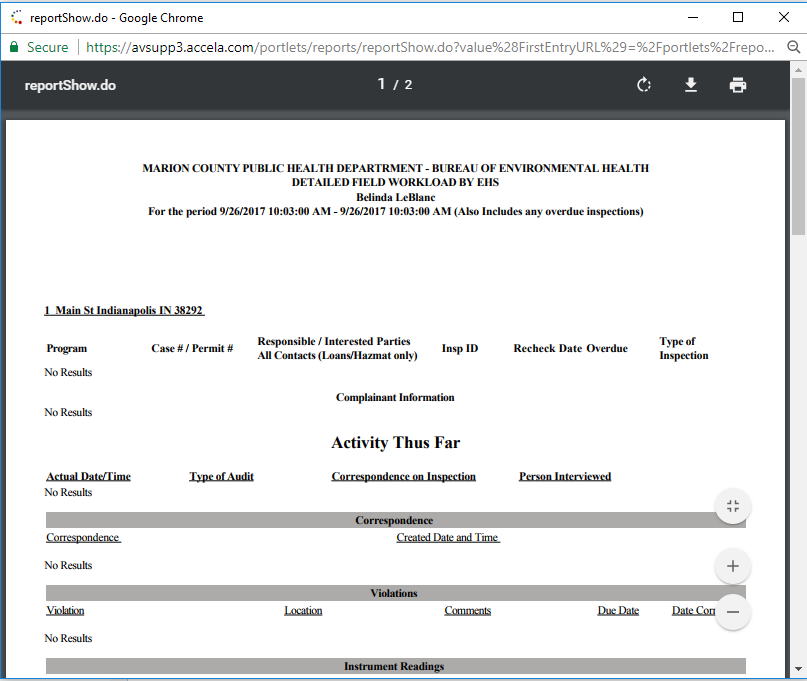 reportShow.do - Google Chrome
Secure | https://avsupp3.accela.com/portlets/reports/reportShow.do?value%28FirstEntryURL%29=%2Fportlets%2Frepo...
reportShow.do 1 / 2
MARION COUNTY PUBLIC HEALTH DEPARTRMENT - BUREAU OF ENVIRONMENTAL HEALTH
DETAILED FIELD WORKLOAD BY EHS
Belinda LeBlanc
For the period 9/26/2017 10:03:00 AM - 9/26/2017 10:03:00 AM (Also Includes any overdue inspections)
1 Main St Indianapolis IN 38292
Program Case # / Permit # Responsible / Interested Parties Insp ID Recheck Date Overdue Type of
All Contacts (Loans/Hazmat only) Inspection
No Results
Complainant Information
No Results
Activity Thus Far
Actual Date/Time Type of Audit Correspondence on Inspection Person Interviewed
No Results
Correspondence
Correspondence Created Date and Time
No Results
Violations
Violation Location Comments Due Date Date Corr
No Results
Instrument Readings